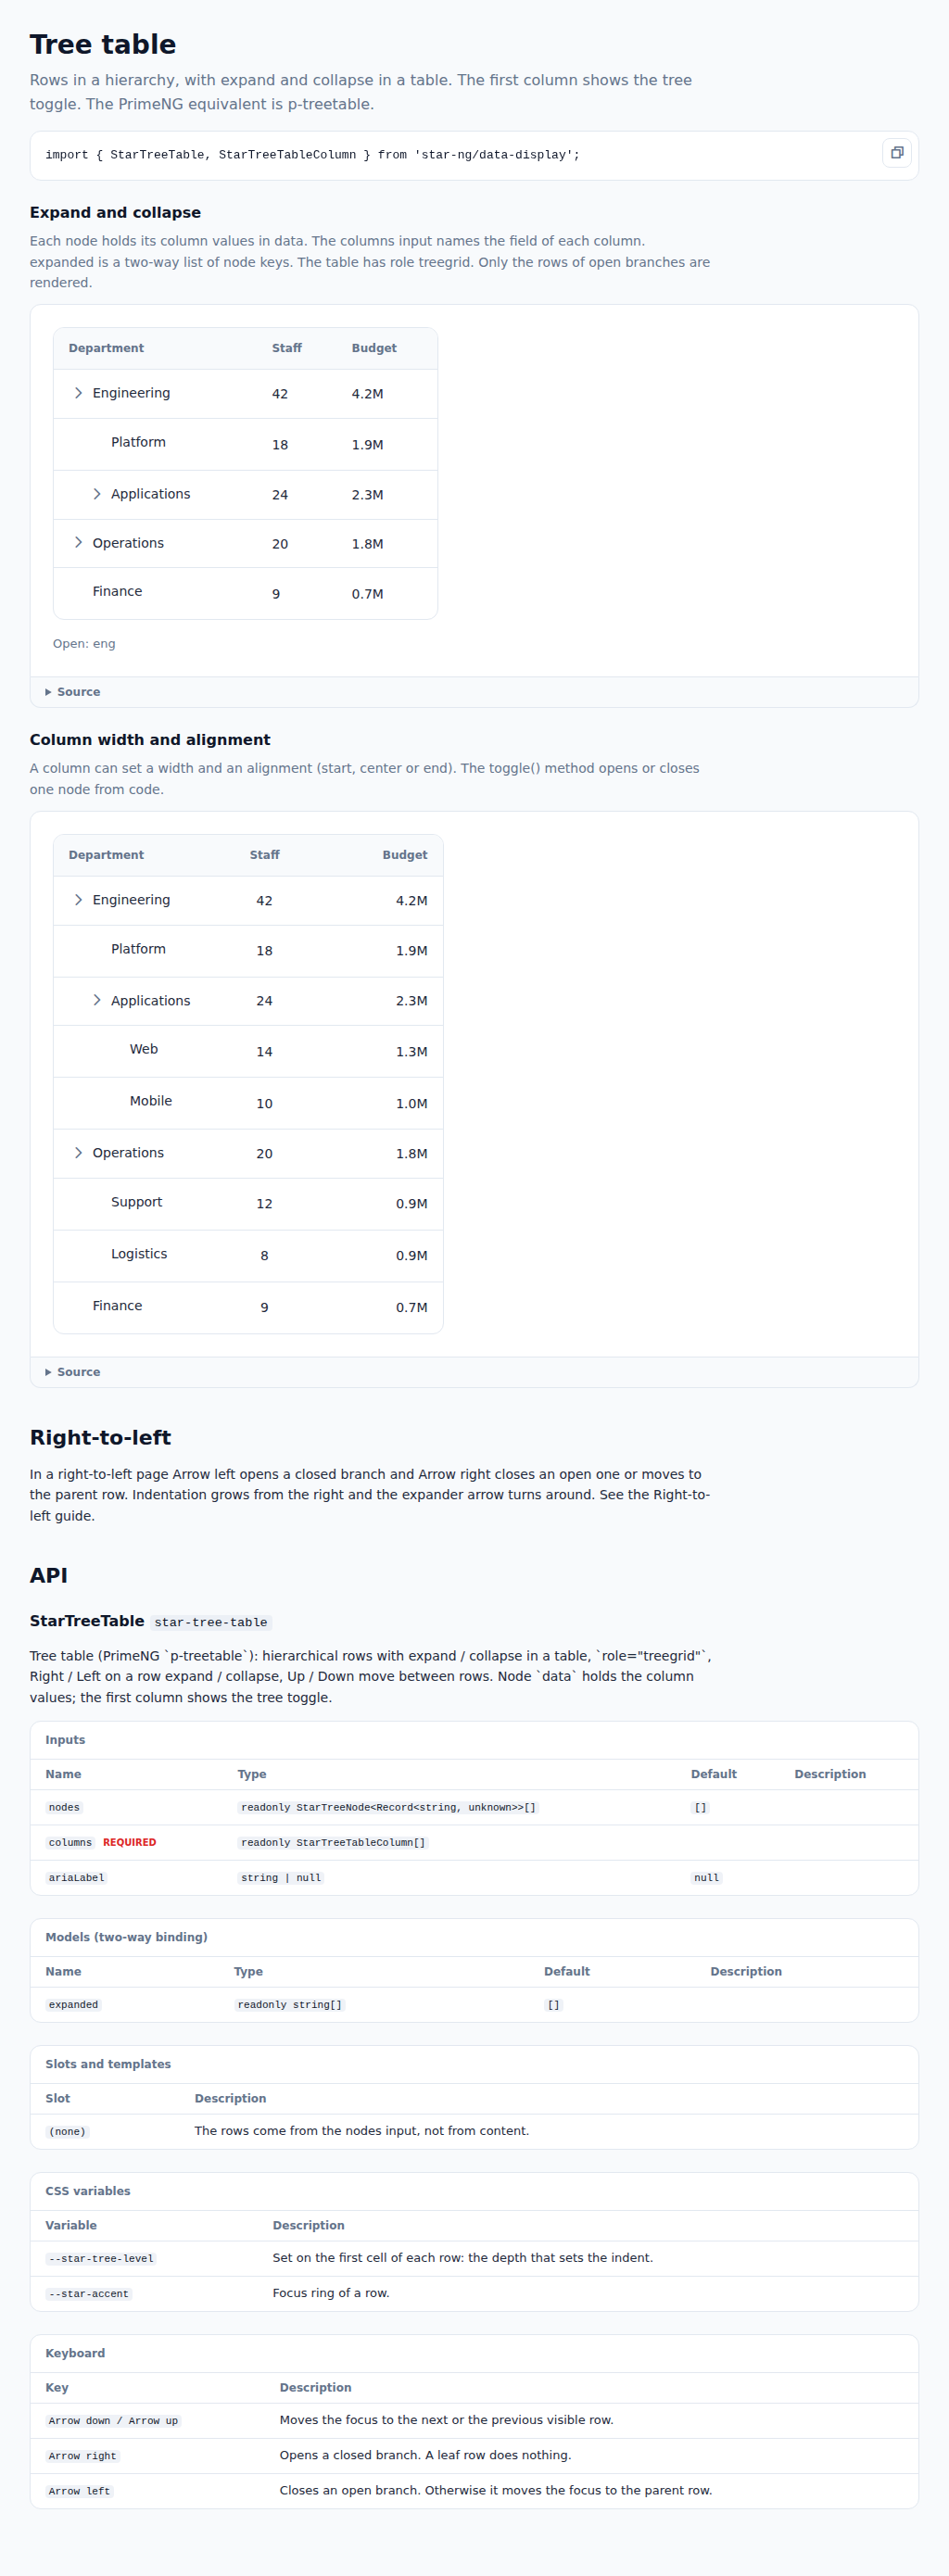 Tree table
Rows in a hierarchy, with expand and collapse in a table. The first column shows the tree
toggle. The PrimeNG equivalent is p-treetable.
import { StarTreeTable, StarTreeTableColumn } from 'star-ng/data-display';
Expand and collapse
Each node holds its column values in data. The columns input names the field of each column.
expanded is a two-way list of node keys. The table has role treegrid. Only the rows of open branches are
rendered.
Department Staff Budget
Engineering 42 4.2M
Platform 18 1.9M
Applications 24 2.3M
Operations 20 1.8M
Finance 9 0.7M
Open: eng
Source
Column width and alignment
A column can set a width and an alignment (start, center or end). The toggle() method opens or closes
one node from code.
Department Staff Budget
Engineering 42 4.2M
Platform 18 1.9M
Applications 24 2.3M
Web 14 1.3M
Mobile 10 1.0M
Operations 20 1.8M
Support 12 0.9M
Logistics 8 0.9M
Finance 9 0.7M
Source
Right-to-left
In a right-to-left page Arrow left opens a closed branch and Arrow right closes an open one or moves to
the parent row. Indentation grows from the right and the expander arrow turns around. See the Right-to-
left guide.
API
StarTreeTable star-tree-table
Tree table (PrimeNG `p-treetable`): hierarchical rows with expand / collapse in a table, `role="treegrid"`,
Right / Left on a row expand / collapse, Up / Down move between rows. Node `data` holds the column
values; the first column shows the tree toggle.
Inputs
Name Type Default Description
nodes readonly StarTreeNode<Record<string, unknown>>[] []
columns REQUIRED readonly StarTreeTableColumn[]
ariaLabel string | null null
Models (two-way binding)
Name Type Default Description
expanded readonly string[] []
Slots and templates
Slot Description
(none) The rows come from the nodes input, not from content.
CSS variables
Variable Description
--star-tree-level Set on the first cell of each row: the depth that sets the indent.
--star-accent Focus ring of a row.
Keyboard
Key Description
Arrow down / Arrow up Moves the focus to the next or the previous visible row.
Arrow right Opens a closed branch. A leaf row does nothing.
Arrow left Closes an open branch. Otherwise it moves the focus to the parent row.